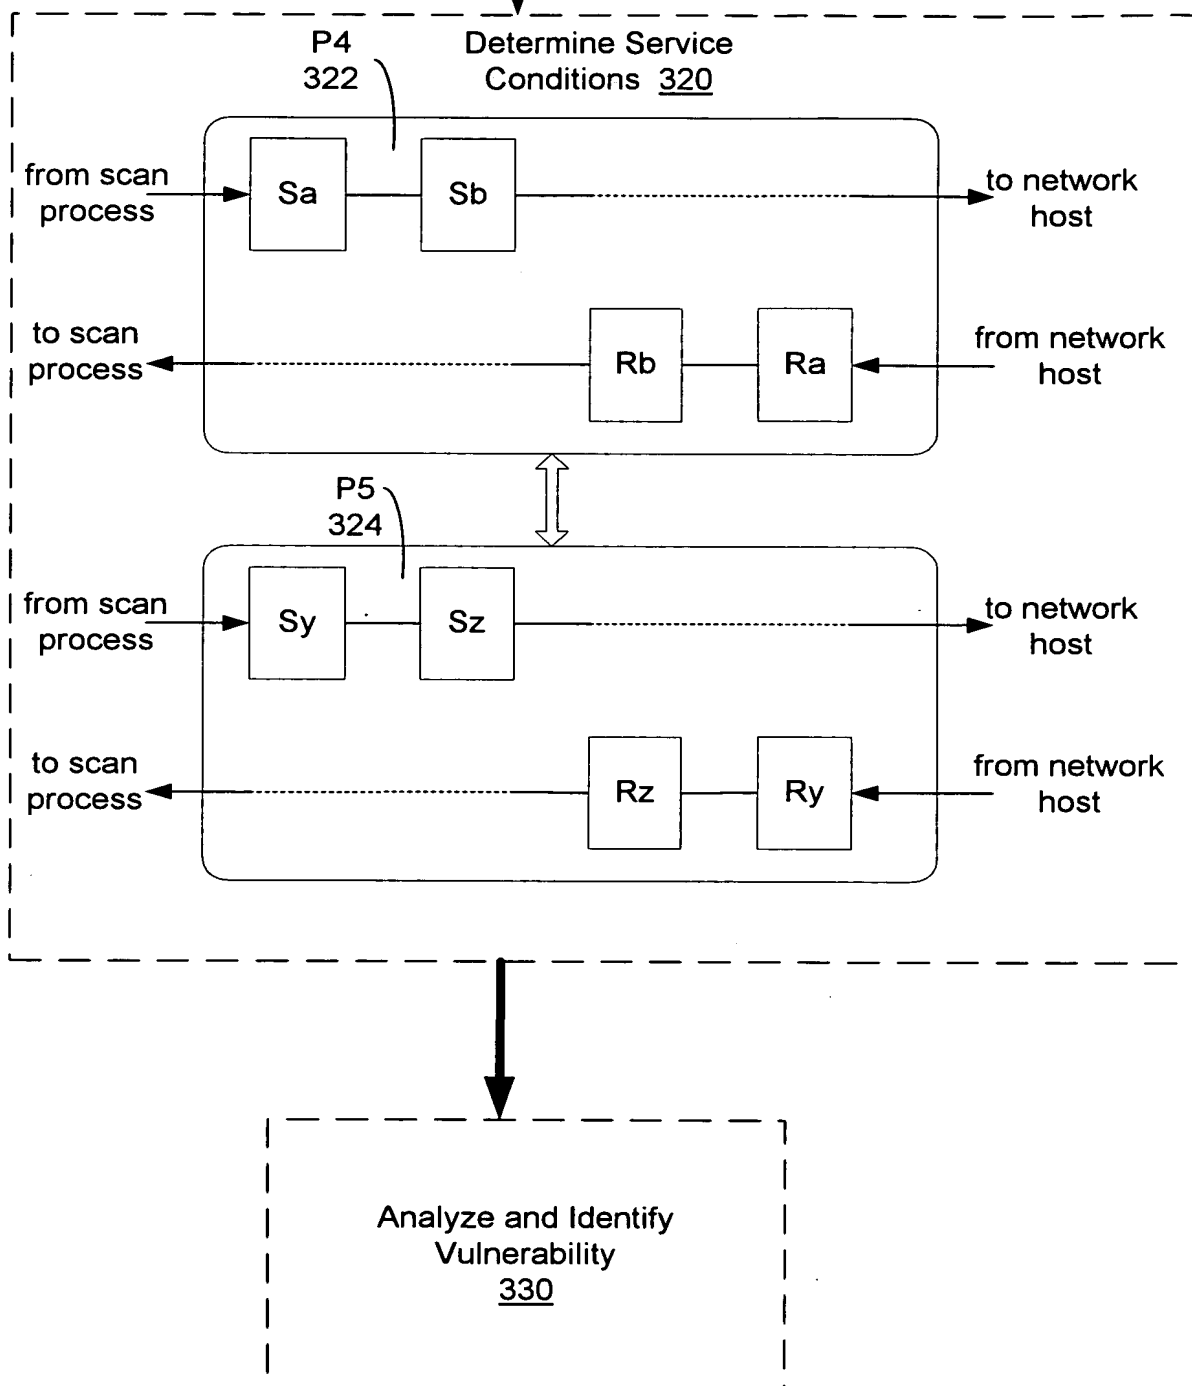 P4
322
Determine Service
Conditions 320
from scan
process
Sa
Sb
to network
host
to scan
process
Rb
Ra
from network
host
P5
324
from scan
process
Sy
Sz
to network
host
to scan
process
Rz
Ry
from network
host
Analyze and Identify
Vulnerability
330